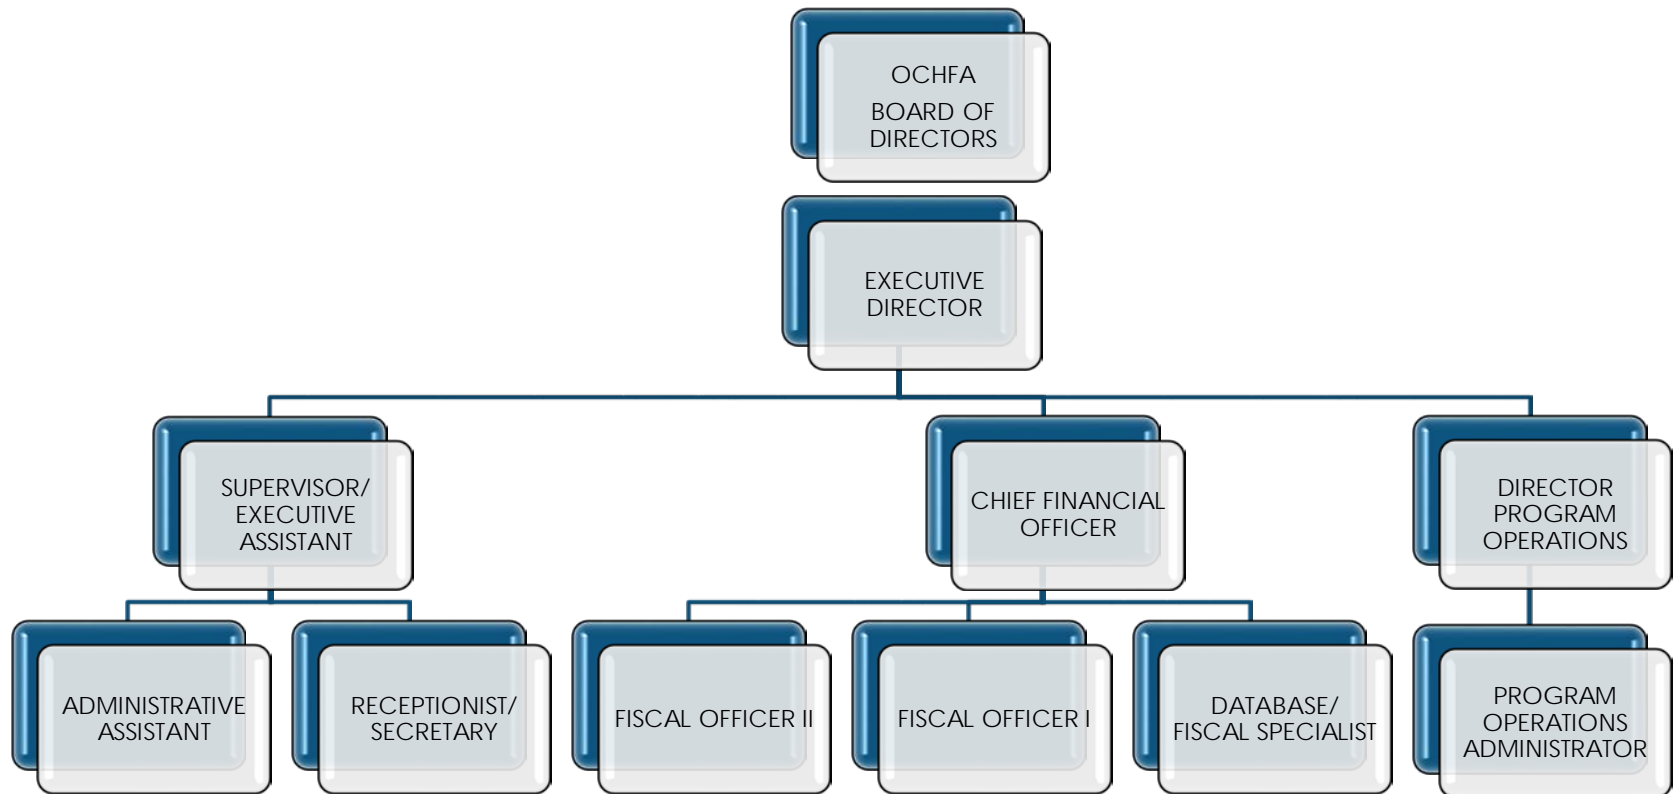 OCHFA
BOARD OF
DIRECTORS
EXECUTIVE
DIRECTOR
SUPERVISOR/
EXECUTIVE
ASSISTANT
CHIEF FINANCIAL
OFFICER
DIRECTOR
PROGRAM
OPERATIONS
ADMINISTRATIVE
ASSISTANT
RECEPTIONIST/
SECRETARY
FISCAL OFFICER II
FISCAL OFFICER I
DATABASE/
FISCAL SPECIALIST
PROGRAM
OPERATIONS
ADMINISTRATOR